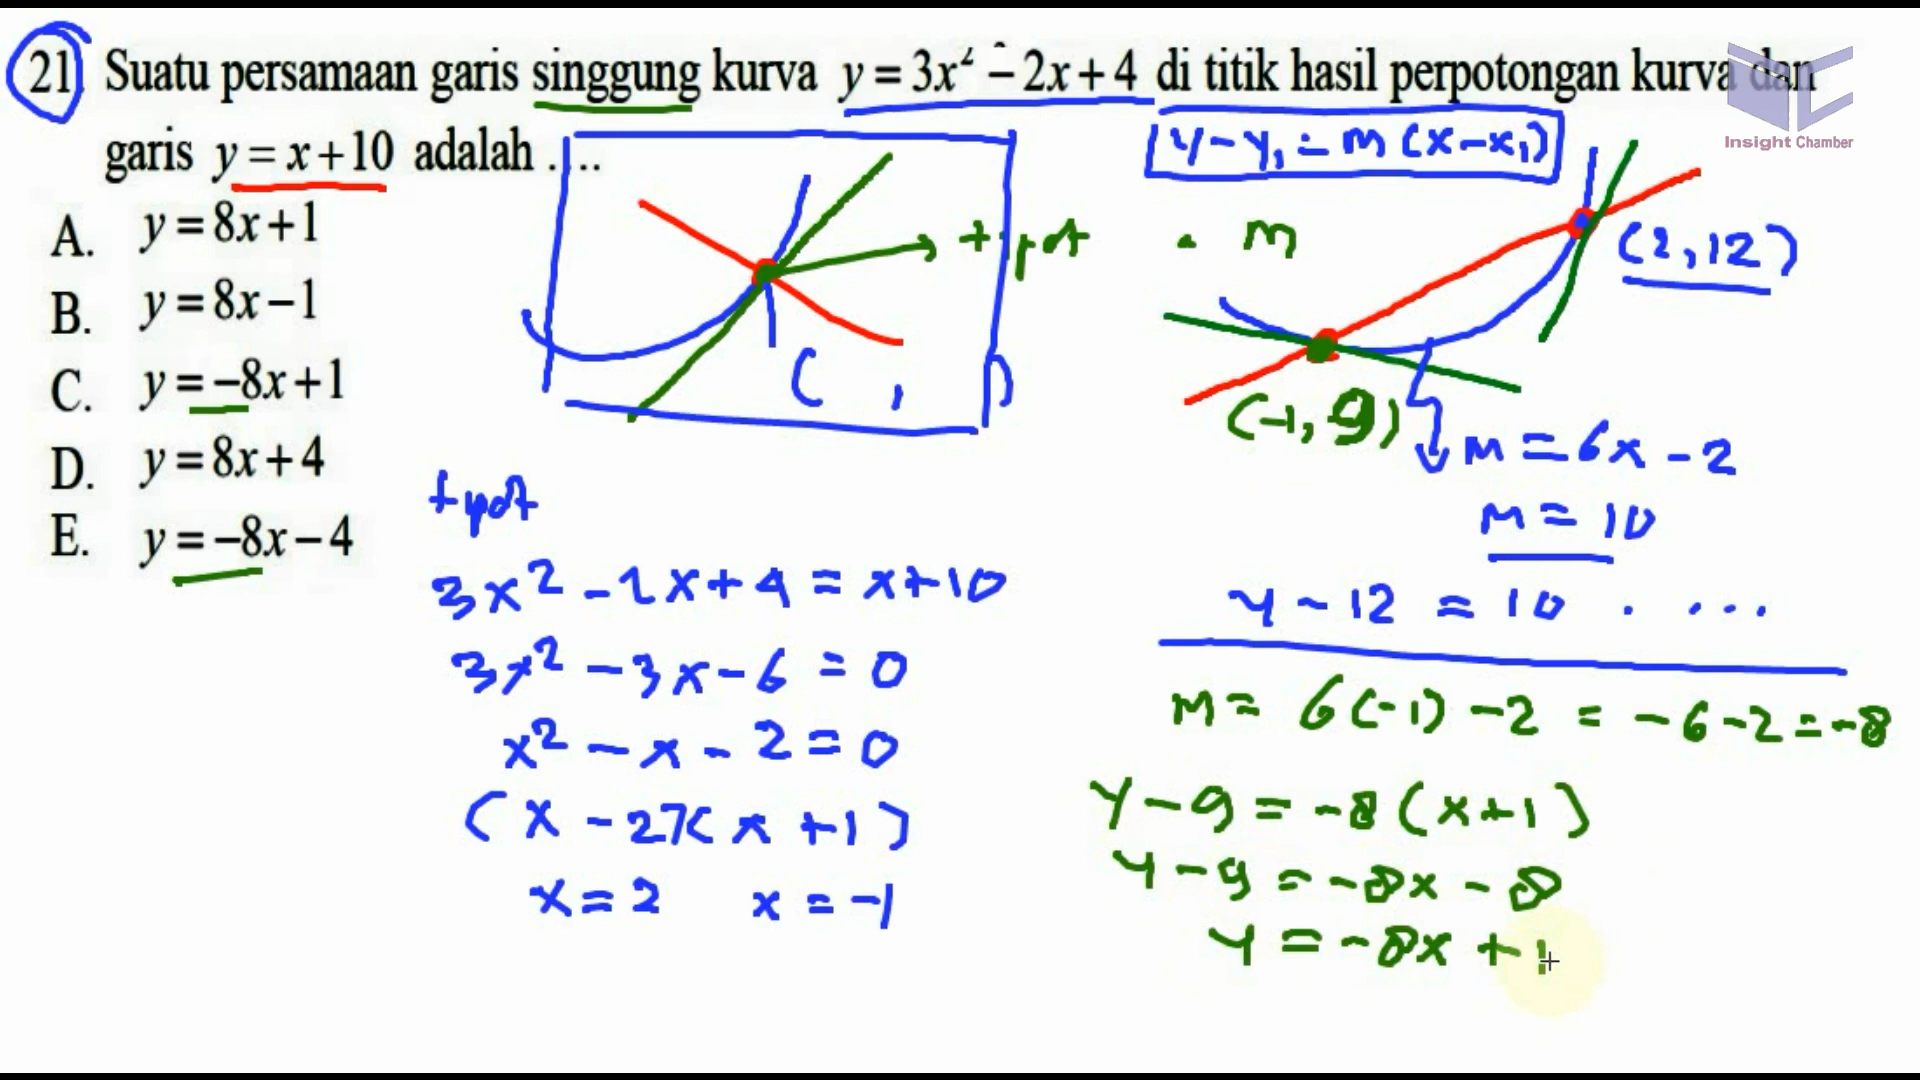 21. Suatu persamaan garis singgung kurva y = 3x² - 2x + 4 di titik hasil perpotongan kurva dan
garis y = x + 10 adalah ....
A. y = 8x + 1
B. y = 8x - 1
C. y = -8x + 1
D. y = 8x + 4
E. y = -8x - 4
Insight Chamber
y - y₁ = m (x - x₁)
tpot
( , )
m
(2, 12)
(-1, 9)
m = 6x - 2
m = 10
y - 12 = 10 . ...
m = 6(-1) - 2 = -6 - 2 = -8
y - 9 = -8 (x + 1)
y - 9 = -8x - 8
y = -8x + 1
tpot
3x² - 2x + 4 = x + 10
3x² - 3x - 6 = 0
x² - x - 2 = 0
(x - 2)(x + 1)
x = 2 x = -1